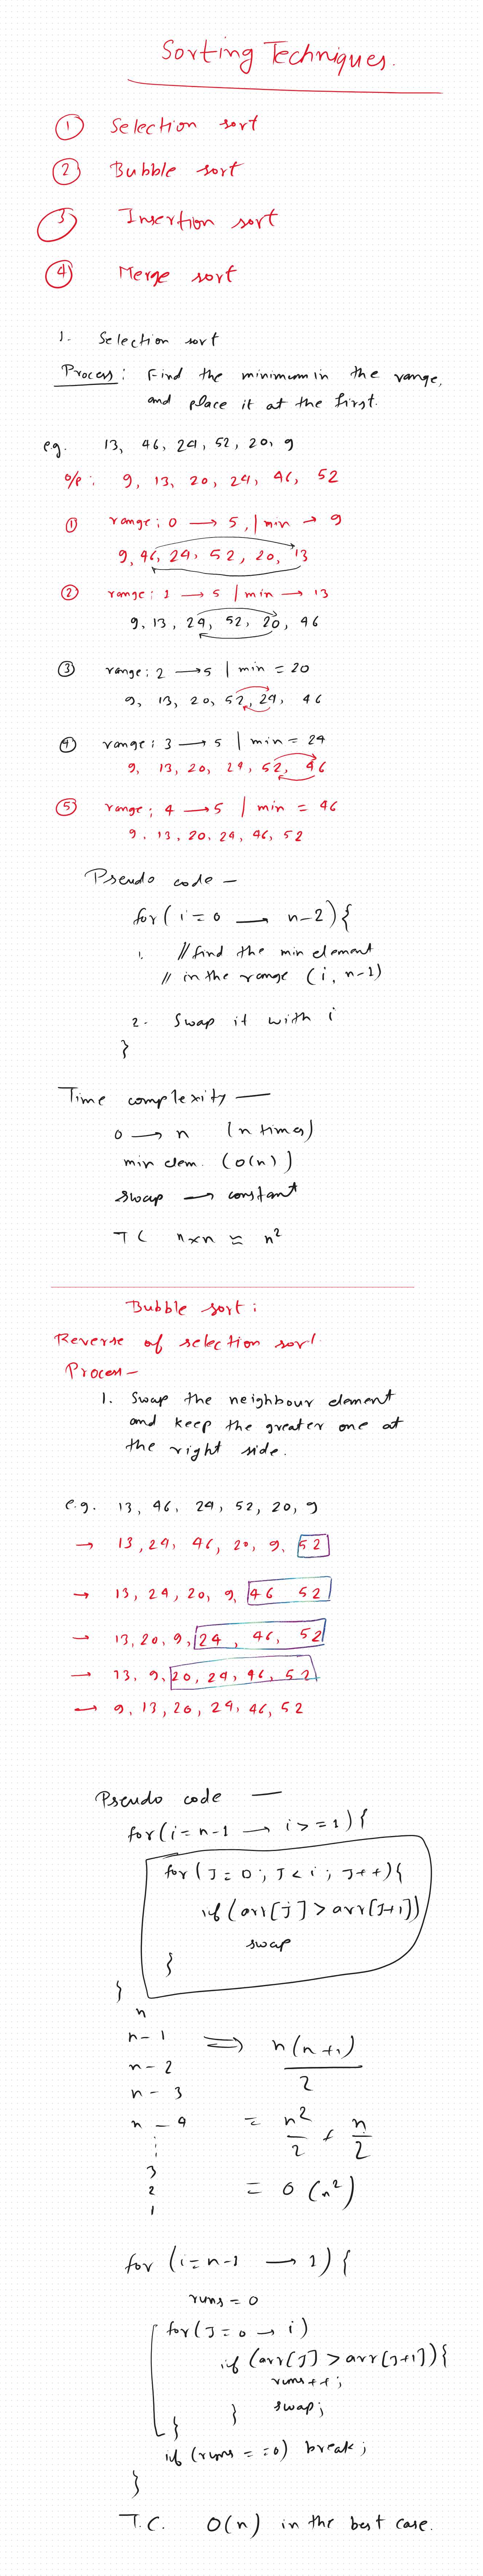 Sorting Techniques.
① Selection sort
② Bubble sort
③ Insertion sort
④ Merge sort
1. Selection sort
Process: Find the minimum in the range,
and place it at the first.
e.g. 13, 46, 24, 52, 20, 9
o/p: 9, 13, 20, 24, 46, 52
① range: 0 → 5, | min → 9
9, 46, 24, 52, 20, 13
② range: 1 → 5 | min → 13
9, 13, 24, 52, 20, 46
③ range: 2 → 5 | min = 20
9, 13, 20, 52, 24, 46
④ range: 3 → 5 | min = 24
9, 13, 20, 24, 52, 46
⑤ range: 4 → 5 | min = 46
9, 13, 20, 24, 46, 52
Pseudo code —
for (i = 0 → n-2) {
1. // find the min element
// in the range (i, n-1)
2. Swap it with i
}
Time complexity —
0 → n (n times)
min elem. (O(n))
swap → constant
TC n×n ≈ n²
Bubble sort:
Reverse of selection sort
Process —
1. Swap the neighbour element
and keep the greater one at
the right side.
e.g. 13, 46, 24, 52, 20, 9
→ 13, 24, 46, 20, 9, 52
→ 13, 24, 20, 9, 46 52
→ 13, 20, 9, 24, 46, 52
→ 13, 9, 20, 24, 46, 52
→ 9, 13, 20, 24, 46, 52
Pseudo code —
for (i = n-1 → i >= 1) {
for (J = 0; J < i; J++) {
if (arr[j] > arr[J+1])
swap
}
}
n
n-1 ⇒ n(n+1)/2
n-2
n-3
n-4 = n²/2 + n/2
⋮
3
2 = O(n²)
1
for (i = n-1 → 1) {
runs = 0
for (J = 0 → i)
if (arr[J] > arr[J+1]) {
runs++;
} swap;
}
if (runs == 0) break;
}
T.C. O(n) in the best case.